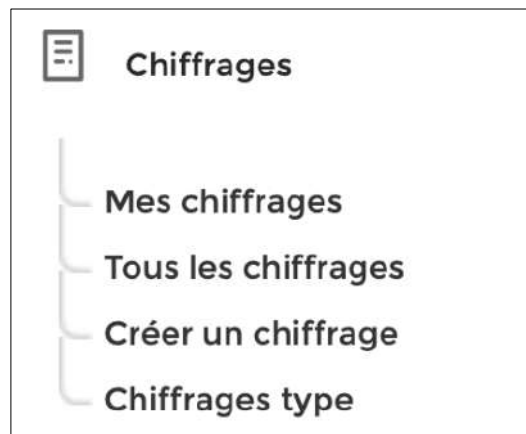 Chiffrages
Mes chiffrages
Tous les chiffrages
Créer un chiffrage
Chiffrages type